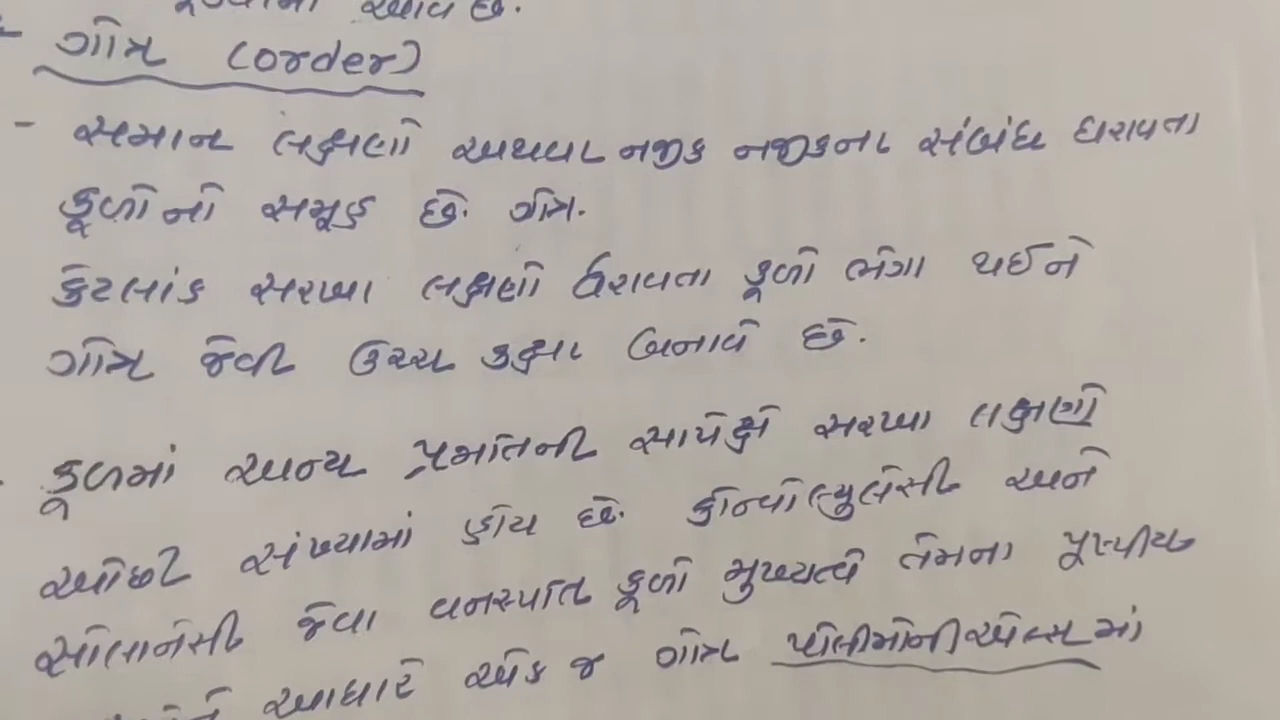 આવે છે.
ગોત્ર (order)
- સમાન લક્ષણો અથવા નજીક નજીકના સંબંધ ધરાવતા
કૂળોનો સમૂહ છે. ગોત્ર.
કેટલાંક સરખા લક્ષણો ધરાવતા કૂળો ભેગા થઈને
ગોત્ર જેવી ઉચ્ચ કક્ષા બનાવે છે.
કૂળમાં અન્ય પ્રજાતિની સાપેક્ષે સરખા લક્ષણો
ઓછી સંખ્યામાં હોય છે. કોન્વોલ્વ્યુલેસી અને
સોલાનેસી જેવા વનસ્પતિ કૂળો મુખ્યત્વે તેમના પુષ્પીય
આધારે એક જ ગોત્ર પોલીમોનીએલ્સમાં